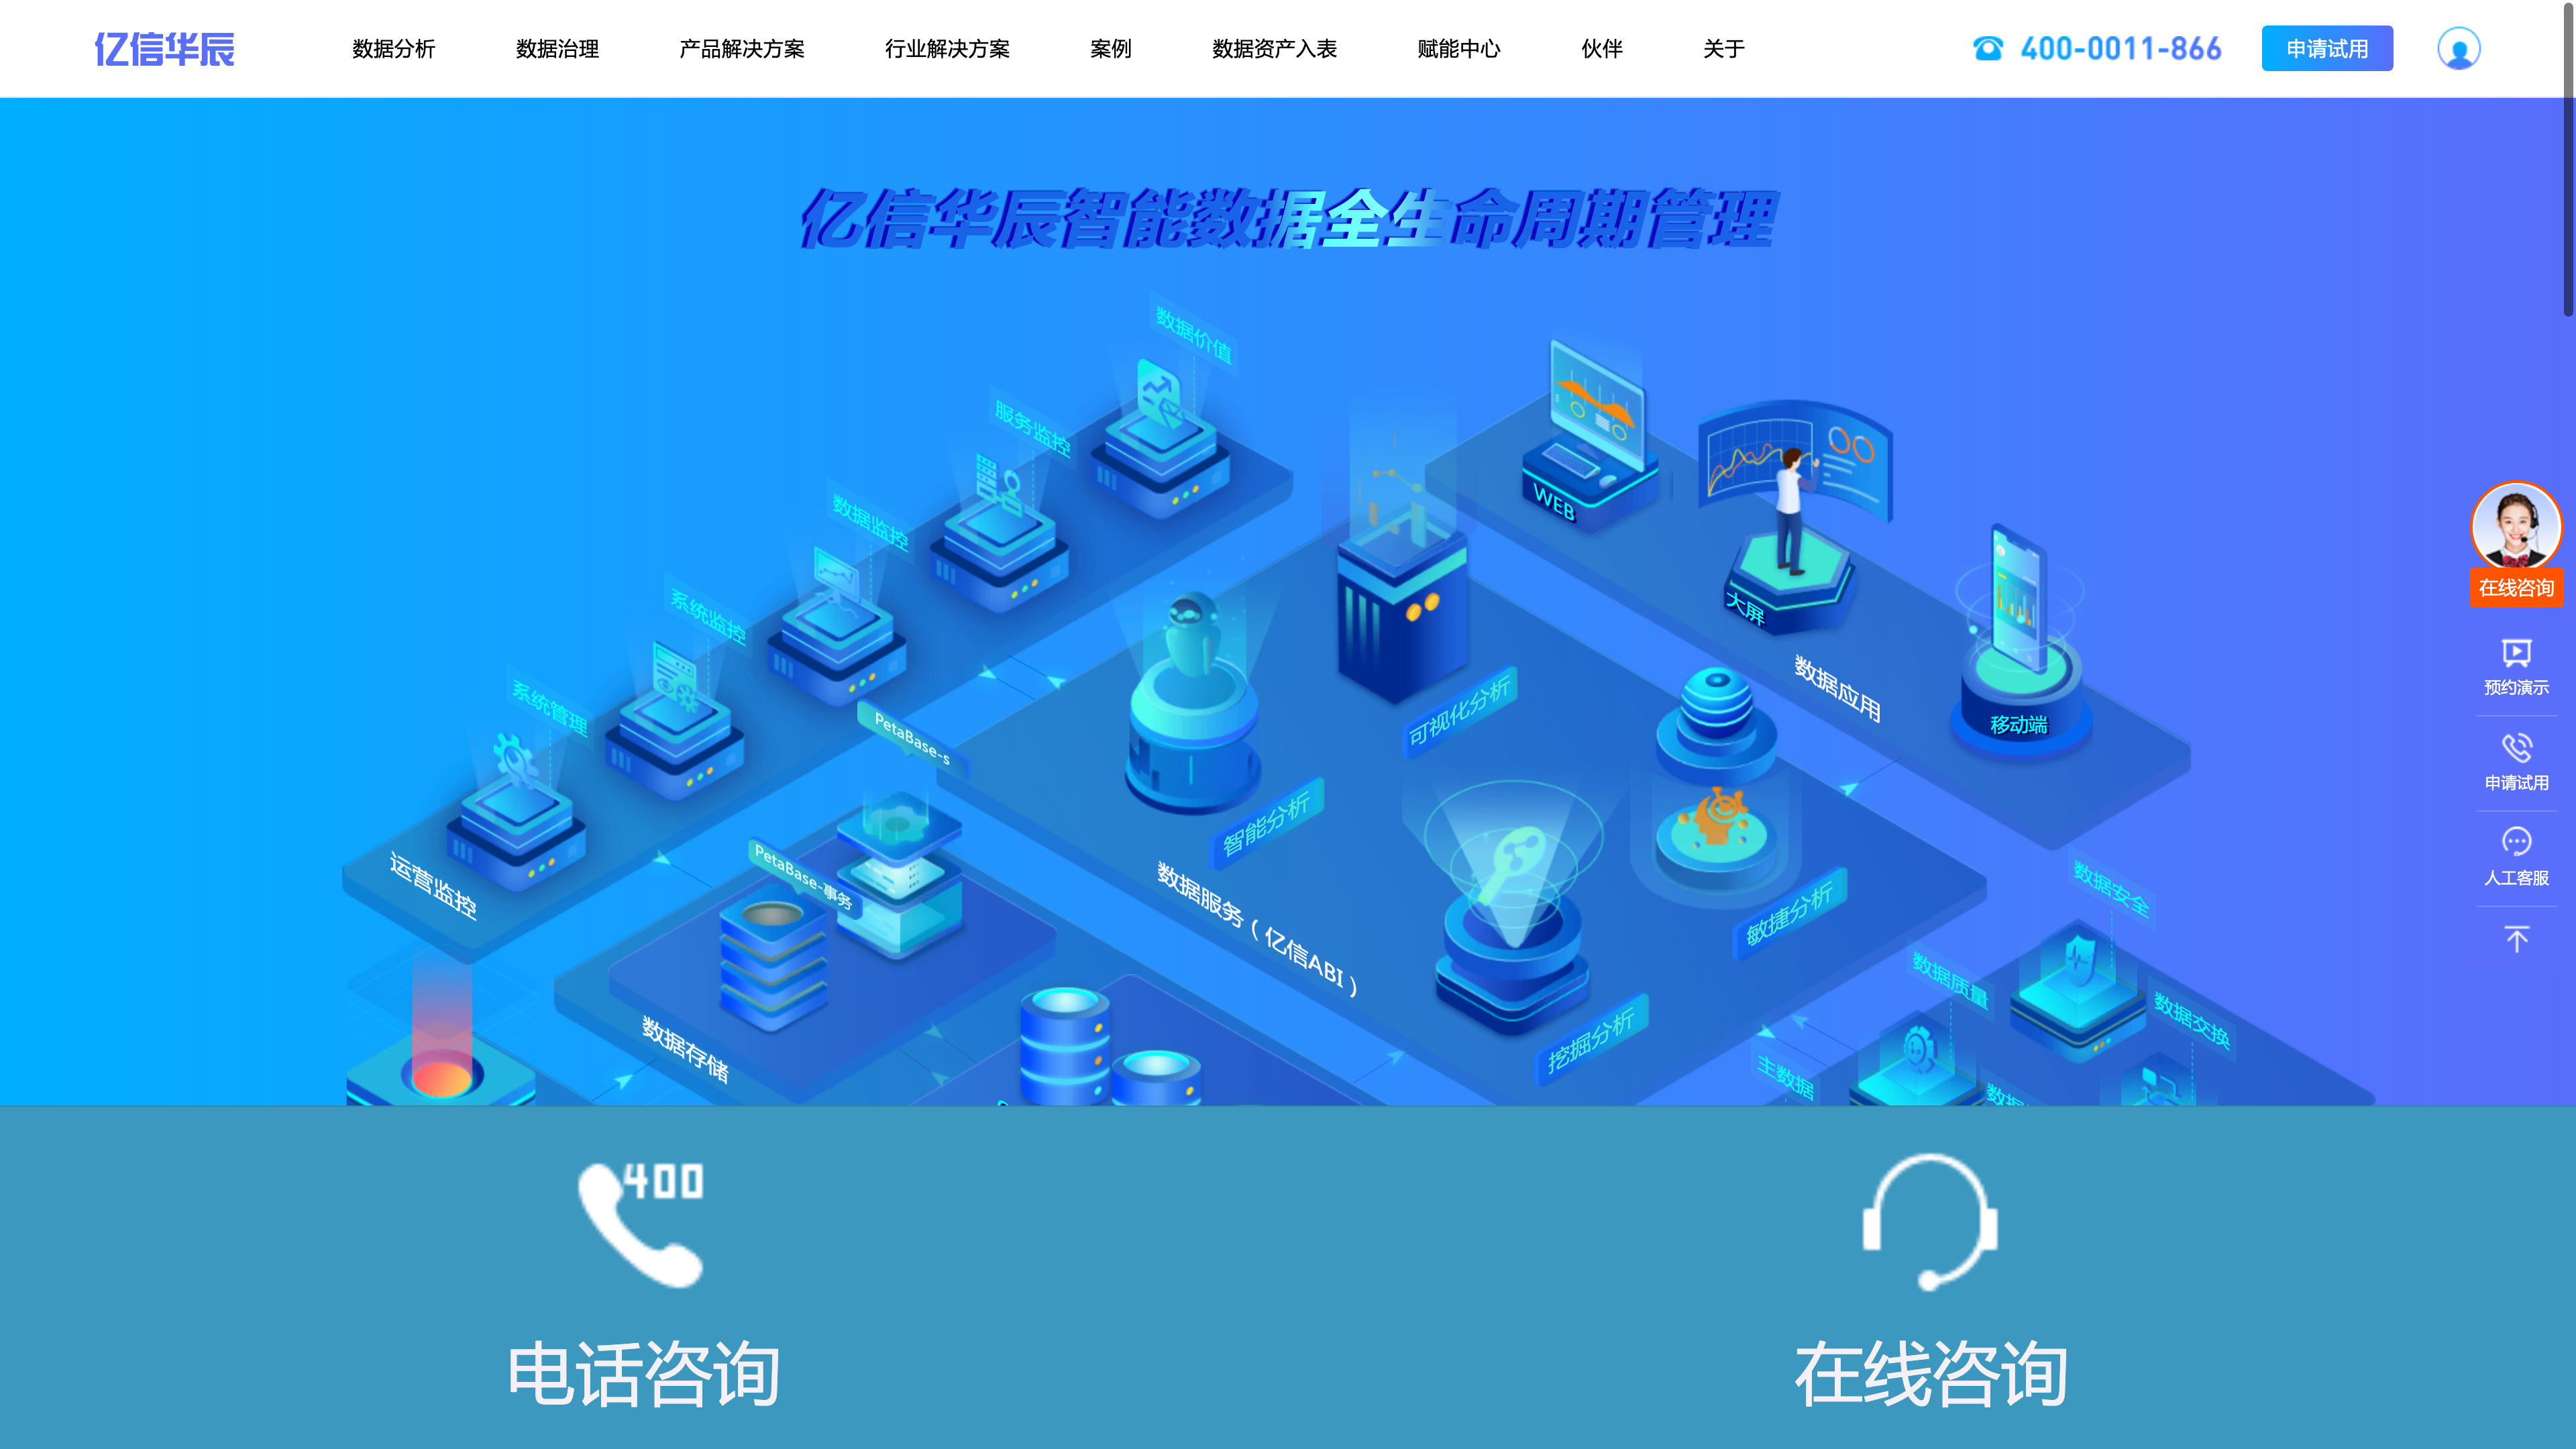 亿信华辰
数据分析
数据治理
产品解决方案
行业解决方案
案例
数据资产入表
赋能中心
伙伴
关于
400-0011-866
申请试用
亿信华辰智能数据全生命周期管理
数据价值
服务监控
数据监控
系统监控
系统管理
运营监控
WEB
大屏
移动端
数据应用
PetaBase-s
PetaBase-事务
可视化分析
智能分析
数据服务（亿信ABI）
敏捷分析
挖掘分析
数据存储
数据安全
数据质量
数据交换
主数据
在线咨询
预约演示
申请试用
人工客服
400
电话咨询
在线咨询